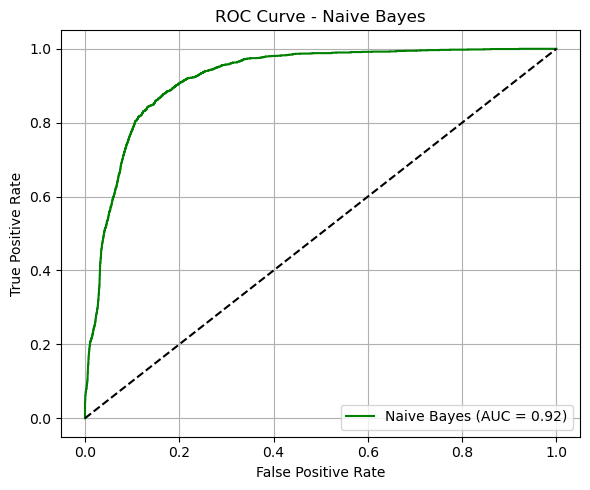 ROC Curve - Naive Bayes
1.0
0.8
0.6
0.4
0.2
0.0
True Positive Rate
Naive Bayes (AUC = 0.92)
0.0 0.2 0.4 0.6 0.8 1.0
False Positive Rate